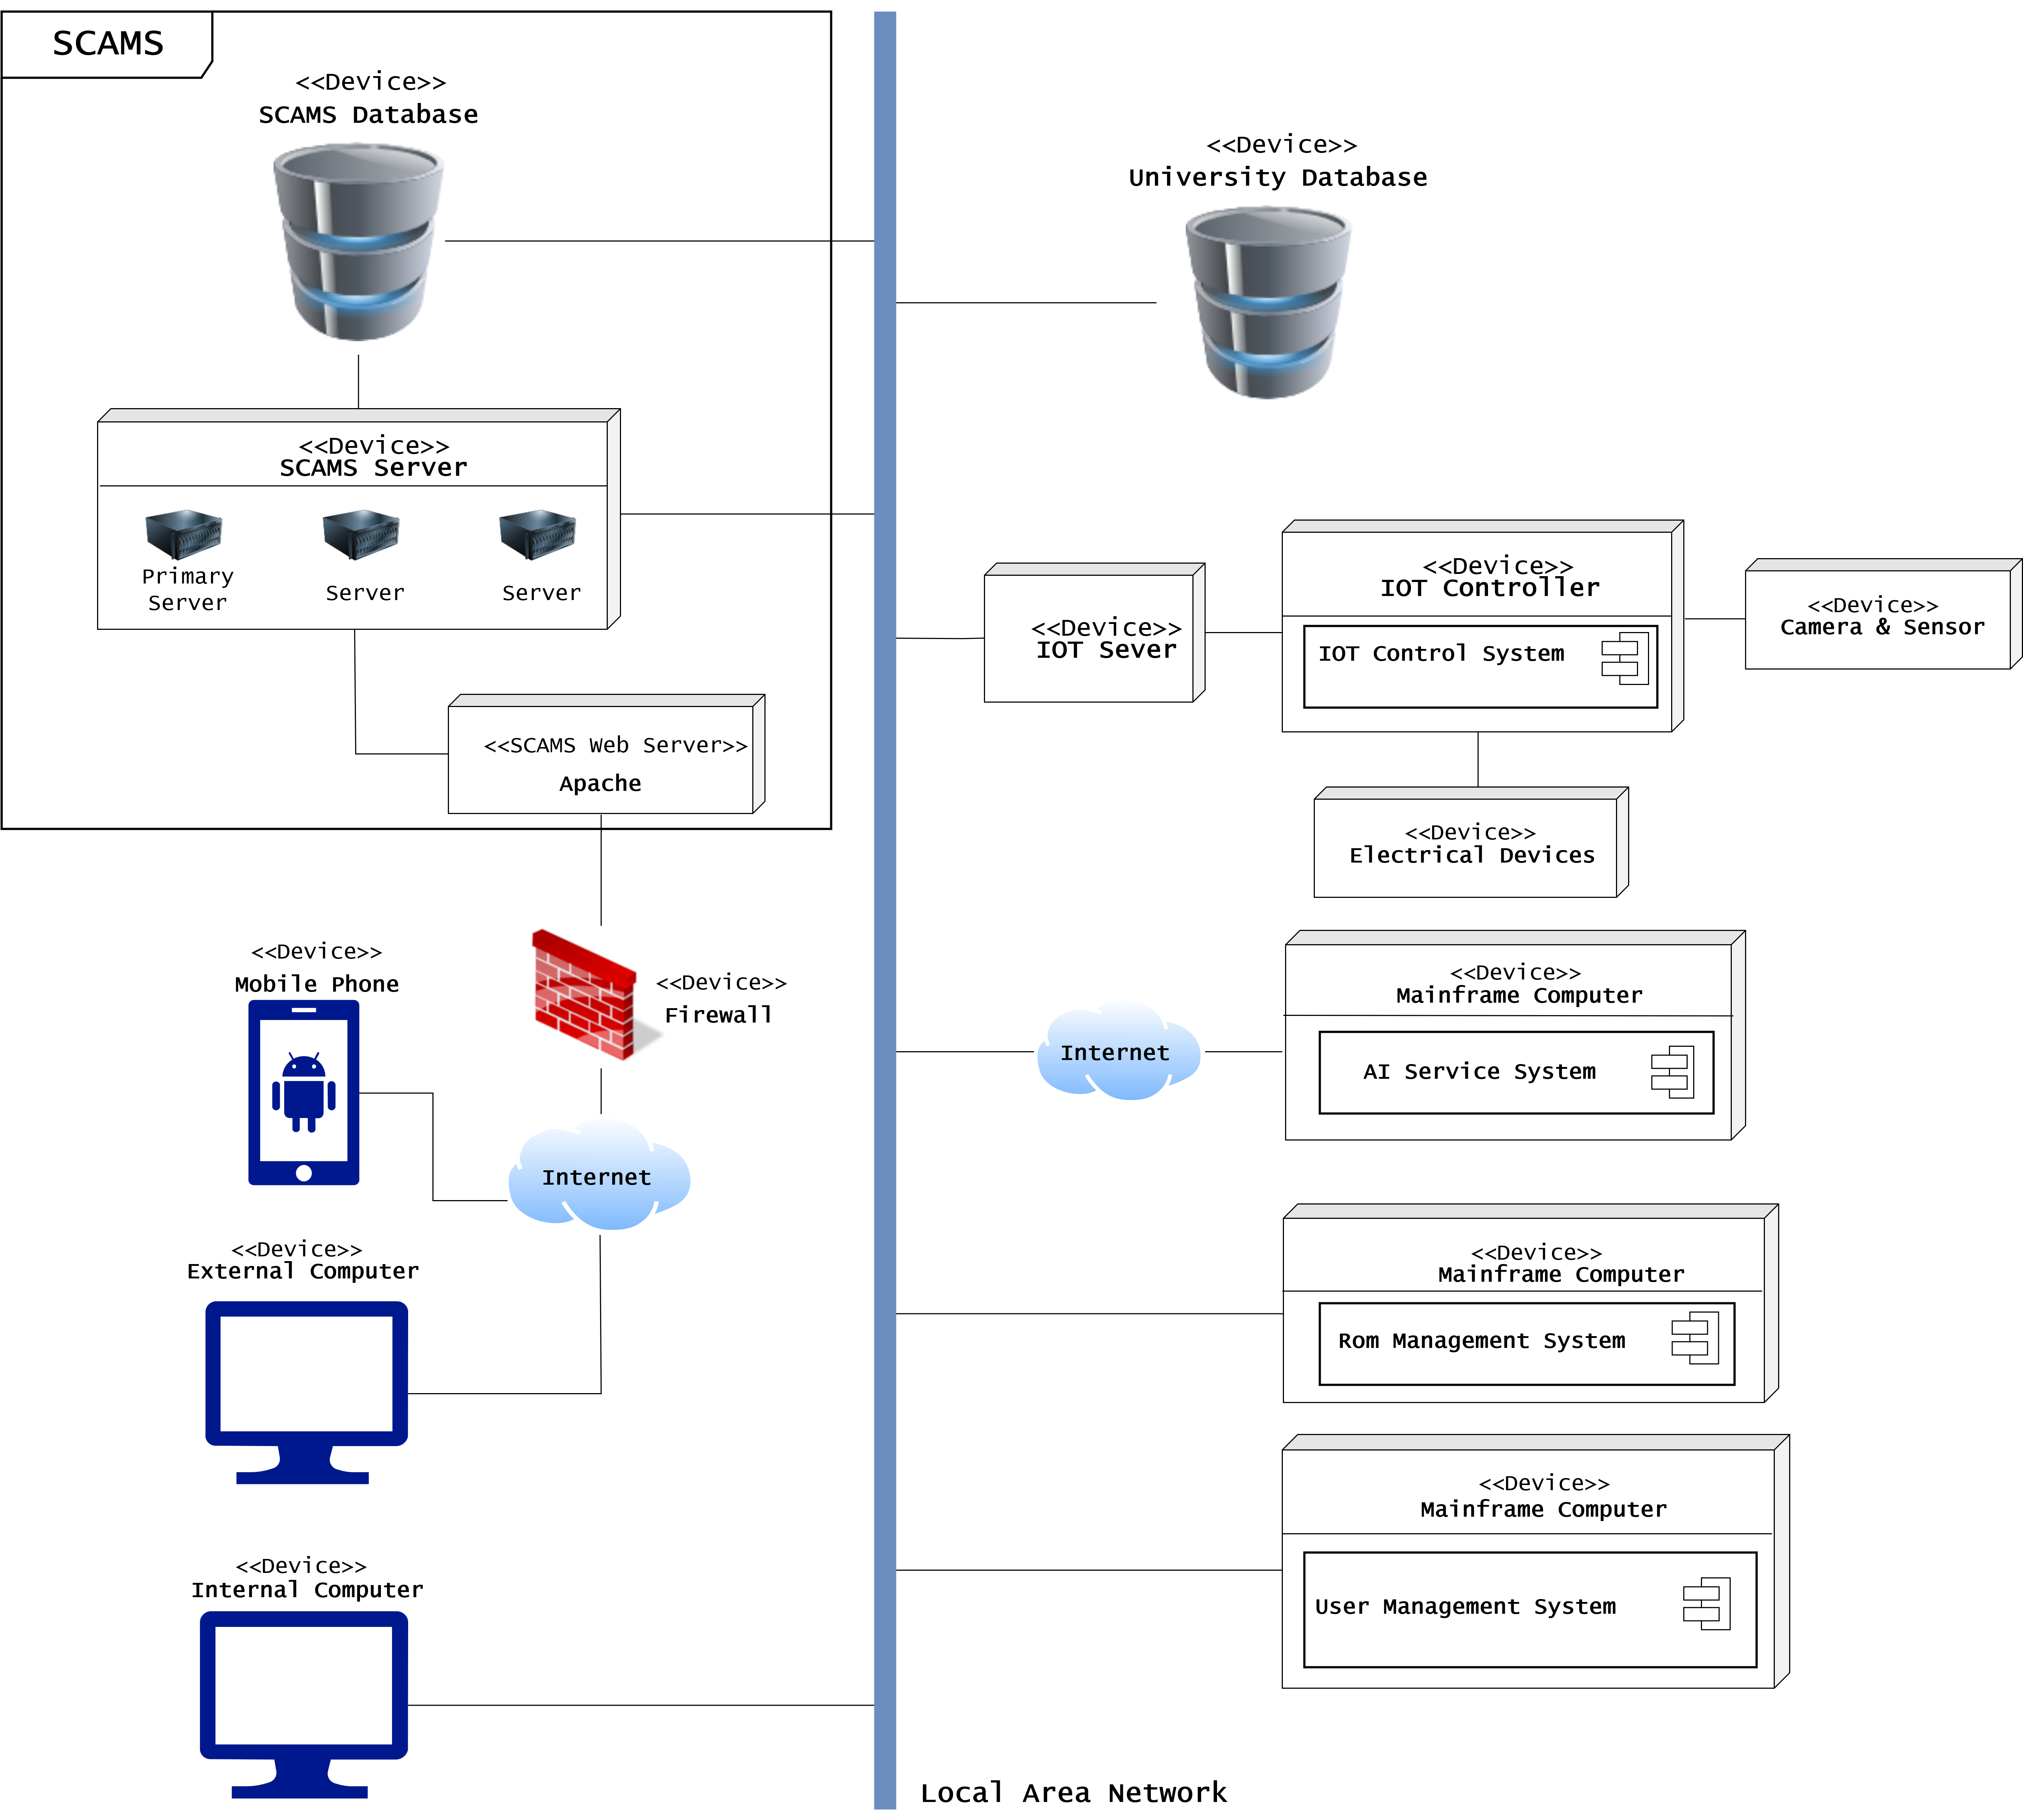 SCAMS
<<Device>>
SCAMS Database
<<Device>>
SCAMS Server
Primary
Server
Server
Server
<<SCAMS Web Server>>
Apache
<<Device>>
Firewall
<<Device>>
Mobile Phone
Internet
<<Device>>
External Computer
<<Device>>
Internal Computer
<<Device>>
University Database
<<Device>>
IOT Sever
<<Device>>
IOT Controller
IOT Control System
<<Device>>
Camera & Sensor
<<Device>>
Electrical Devices
Internet
<<Device>>
Mainframe Computer
AI Service System
<<Device>>
Mainframe Computer
Rom Management System
<<Device>>
Mainframe Computer
User Management System
Local Area Network